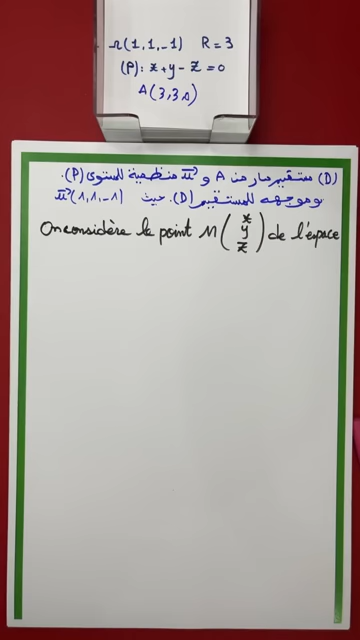 Ω(1,1,-1) R=3
(P): x+y-z=0
A(3,3,1)
(D) مستقيم مار من A و u⃗ منظمية للمستوى (P).
و موجهة للمستقيم (D). حيث u⃗(1,1,-1)
On considère le point M(x y z) de l'espace